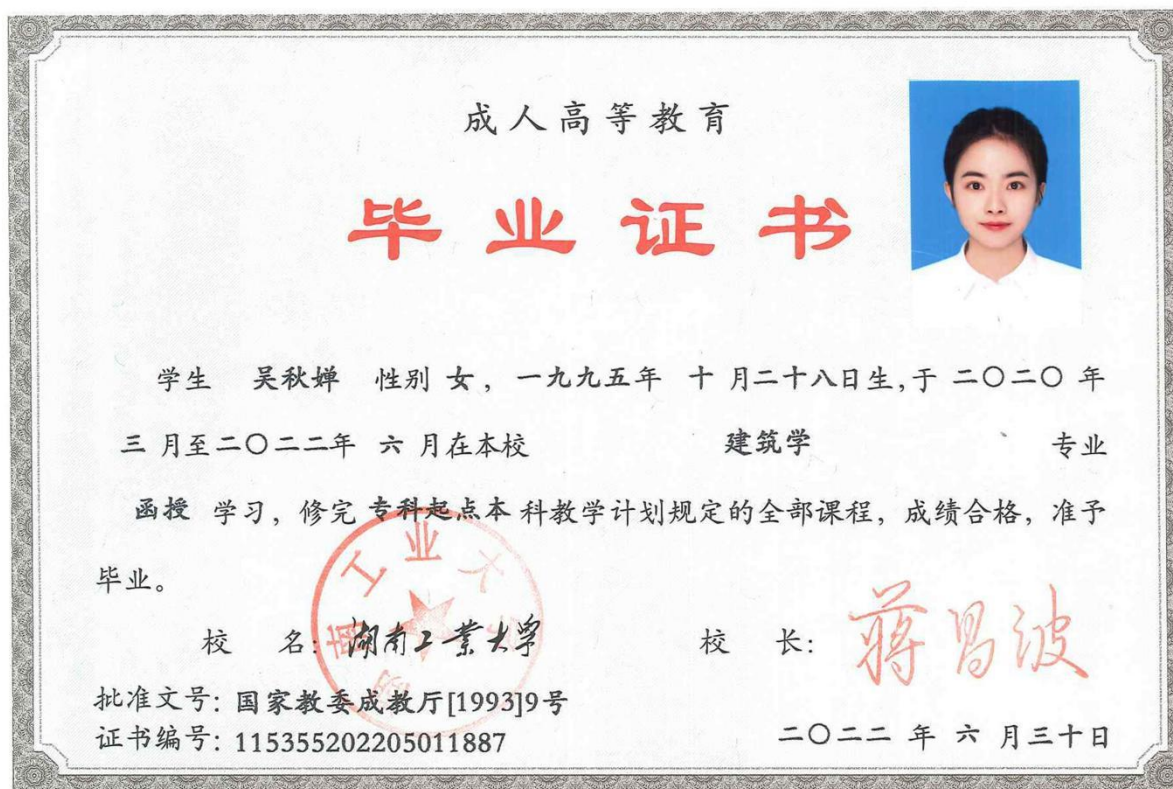 成人高等教育
毕业证书
学生 吴秋婵 性别 女，一九九五年 十 月二十八日生，于 二〇二〇 年
三 月至二〇二二年 六 月在本校 建筑学 专业
函授 学习，修完 专科起点本 科教学计划规定的全部课程，成绩合格，准予
毕业。
湖南工业大学
校 名：湖南工業大学 校 长：蒋昌波
批准文号：国家教委成教厅[1993]9号
证书编号：115355202205011887 二〇二二 年 六 月三十日